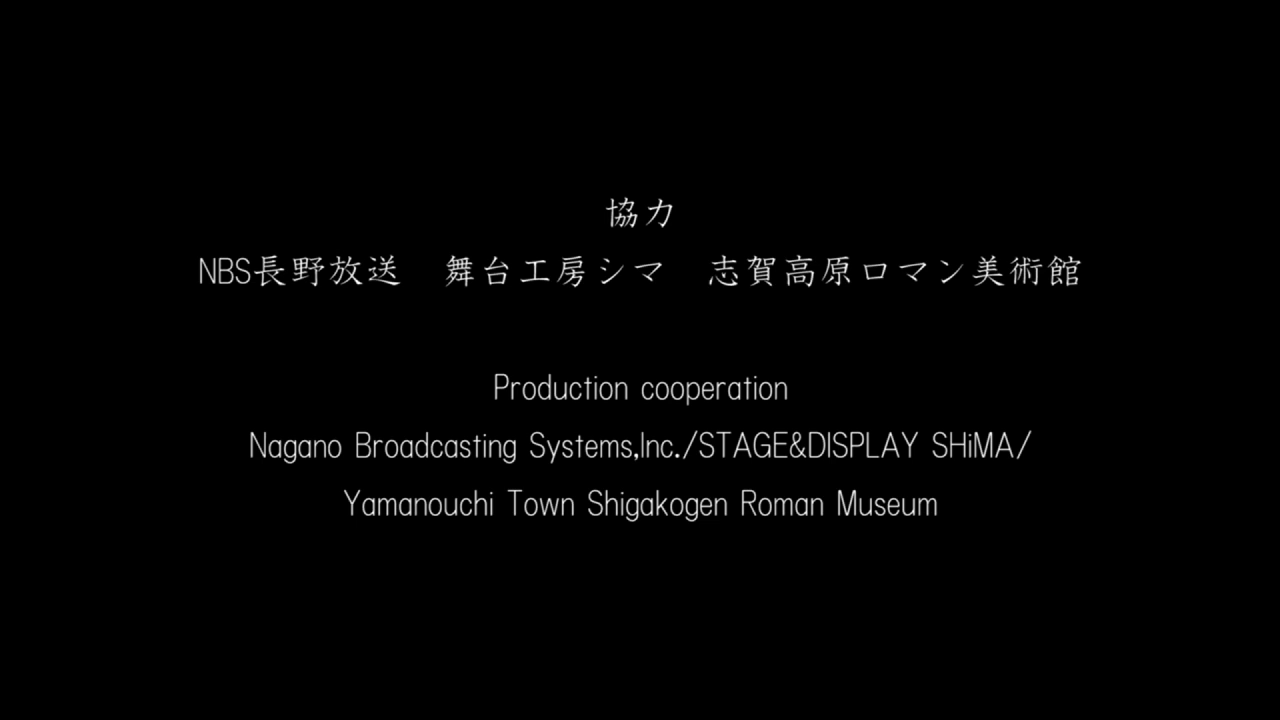 協力
NBS長野放送　舞台工房シマ　志賀高原ロマン美術館
Production cooperation
Nagano Broadcasting Systems,Inc./STAGE&DISPLAY SHiMA/
Yamanouchi Town Shigakogen Roman Museum